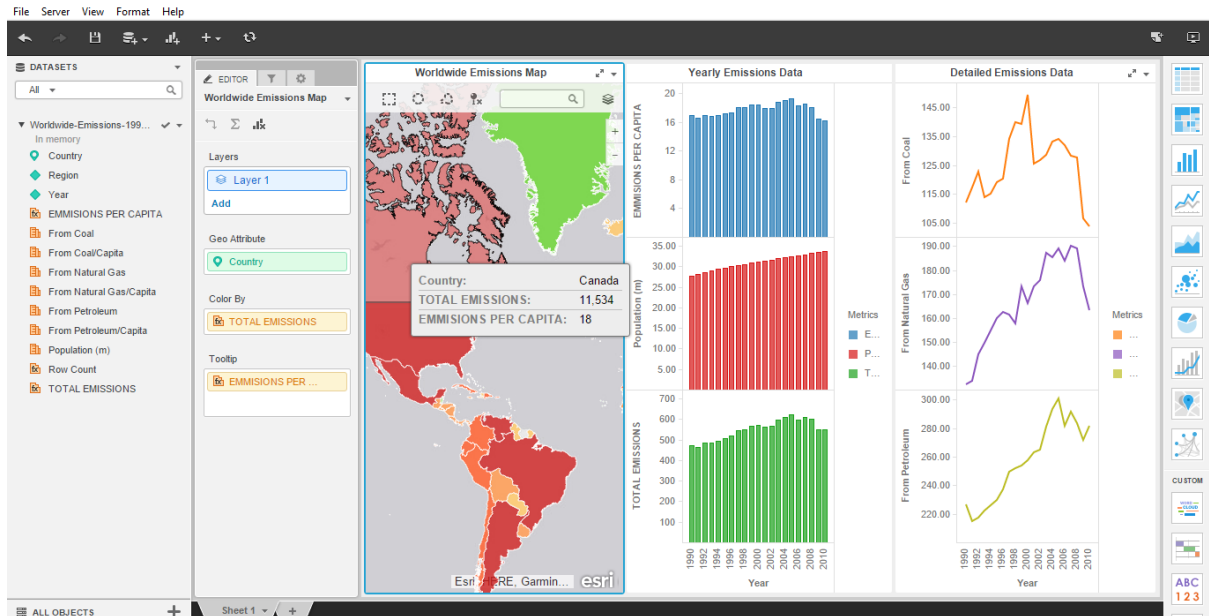 File Server View Format Help
DATASETS
All
Worldwide-Emissions-199...
In memory
Country
Region
Year
EMMISIONS PER CAPITA
From Coal
From Coal/Capita
From Natural Gas
From Natural Gas/Capita
From Petroleum
From Petroleum/Capita
Population (m)
Row Count
TOTAL EMISSIONS
ALL OBJECTS
EDITOR
Worldwide Emissions Map
Layers
Layer 1
Add
Geo Attribute
Country
Color By
TOTAL EMISSIONS
Tooltip
EMMISIONS PER ...
Worldwide Emissions Map
Country: Canada
TOTAL EMISSIONS: 11,534
EMMISIONS PER CAPITA: 18
Garmin...
esri
Yearly Emissions Data
EMMISIONS PER CAPITA
20
16
12
8
4
Population (m)
35.00
30.00
25.00
20.00
15.00
10.00
5.00
TOTAL EMISSIONS
700
600
500
400
300
200
100
1990 1992 1994 1996 1998 2000 2002 2004 2006 2008 2010
Year
Metrics
E...
P...
T...
Detailed Emissions Data
From Coal
145.00
135.00
125.00
115.00
105.00
From Natural Gas
190.00
180.00
170.00
160.00
150.00
140.00
From Petroleum
300.00
280.00
260.00
240.00
220.00
1990 1992 1994 1996 1998 2000 2002 2004 2006 2008 2010
Year
Metrics
...
...
...
CUSTOM
CLOUD
ABC
123
Sheet 1